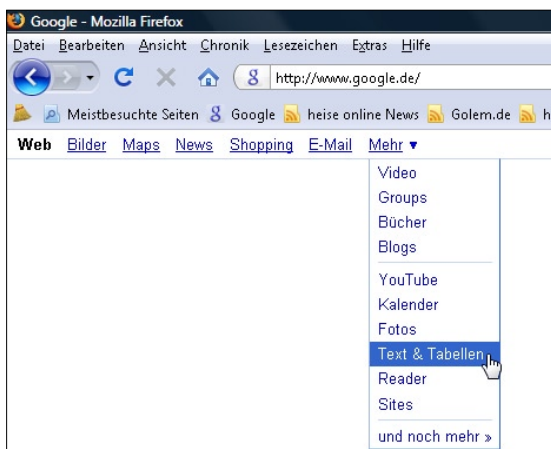 Google - Mozilla Firefox
Datei Bearbeiten Ansicht Chronik Lesezeichen Extras Hilfe
http://www.google.de/
Meistbesuchte Seiten Google heise online News Golem.de h
Web Bilder Maps News Shopping E-Mail Mehr ▼
Video
Groups
Bücher
Blogs
YouTube
Kalender
Fotos
Text & Tabellen
Reader
Sites
und noch mehr »